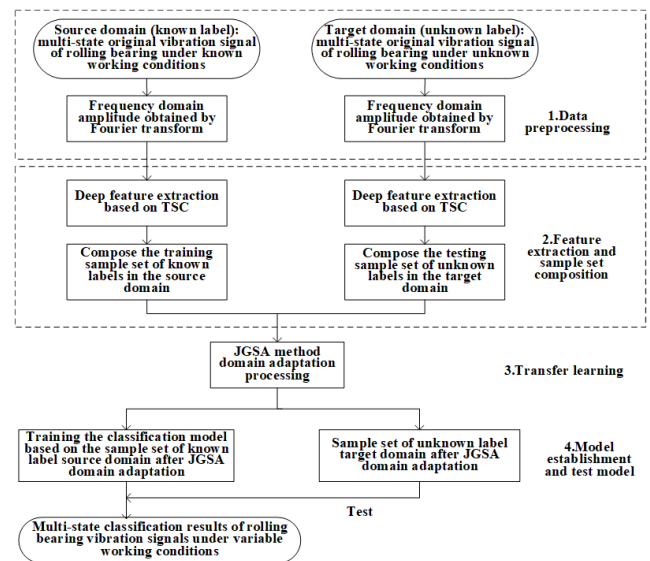 Source domain (known label):
multi-state original vibration signal
of rolling bearing under known
working conditions
Target domain (unknown label):
multi-state original vibration signal
of rolling bearing under unknown
working conditions
Frequency domain
amplitude obtained by
Fourier transform
Frequency domain
amplitude obtained by
Fourier transform
1.Data
preprocessing
Deep feature extraction
based on TSC
Deep feature extraction
based on TSC
Compose the training
sample set of known
labels in the source
domain
Compose the testing
sample set of unknown
labels in the target
domain
2.Feature
extraction and
sample set
composition
JGSA method
domain adaptation
processing
3.Transfer learning
Training the classification model
based on the sample set of known
label source domain after JGSA
domain adaptation
Sample set of unknown label
target domain after JGSA
domain adaptation
4.Model
establishment
and test model
Test
Multi-state classification results of rolling
bearing vibration signals under variable
working conditions